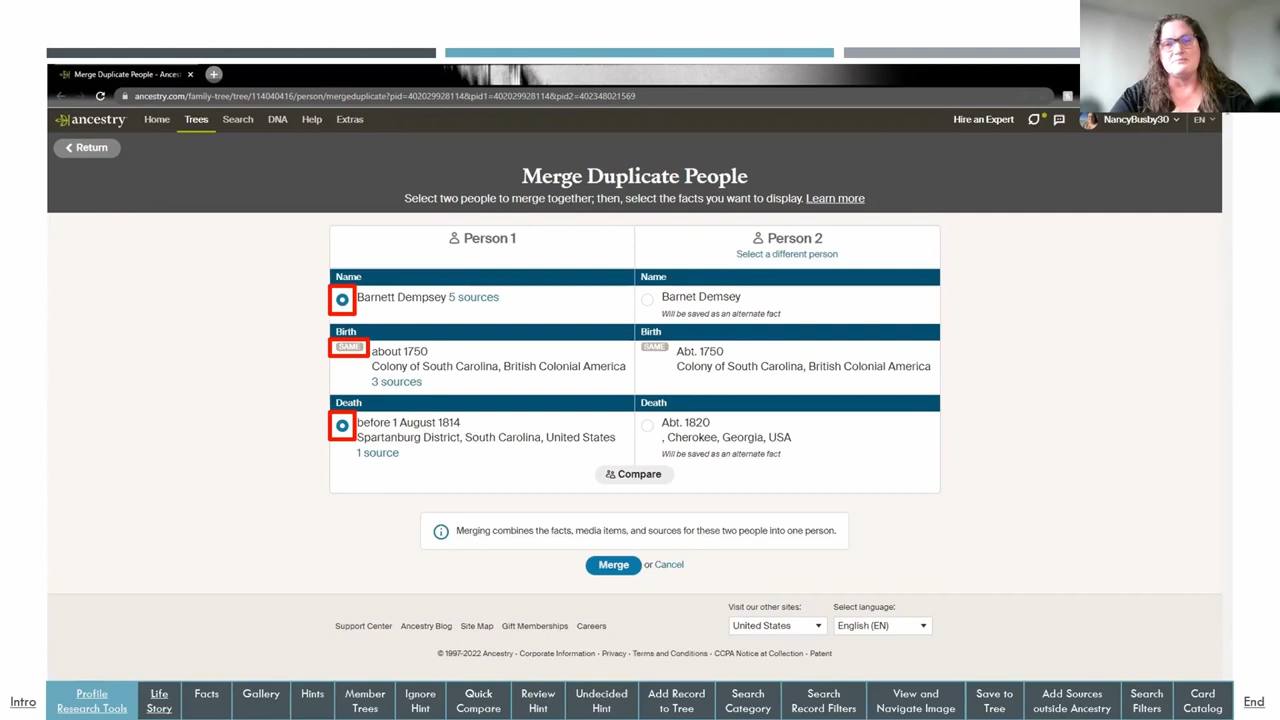 Merge Duplicate People - Ances
ancestry.com/family-tree/tree/114040416/person/mergeduplicate?pid=402029928114&pid1=402029928114&pid2=402348021569
ancestry Home Trees Search DNA Help Extras Hire an Expert NancyBusby30 EN
Return
Merge Duplicate People
Select two people to merge together; then, select the facts you want to display. Learn more
Person 1 Person 2
Select a different person
Name Name
Barnett Dempsey 5 sources Barnet Demsey
Will be saved as an alternate fact
Birth Birth
SAME about 1750 SAME Abt. 1750
Colony of South Carolina, British Colonial America Colony of South Carolina, British Colonial America
3 sources
Death Death
before 1 August 1814 Abt. 1820
Spartanburg District, South Carolina, United States , Cherokee, Georgia, USA
1 source Will be saved as an alternate fact
Compare
Merging combines the facts, media items, and sources for these two people into one person.
Merge or Cancel
Visit our other sites: Select language:
Support Center Ancestry Blog Site Map Gift Memberships Careers United States English (EN)
© 1997-2022 Ancestry · Corporate Information · Privacy · Terms and Conditions · CCPA Notice at Collection · Patent
Intro
Profile Research Tools
Life Story
Facts
Gallery
Hints
Member Trees
Ignore Hint
Quick Compare
Review Hint
Undecided Hint
Add Record to Tree
Search Category
Search Record Filters
View and Navigate Image
Save to Tree
Add Sources outside Ancestry
Search Filters
Card Catalog
End